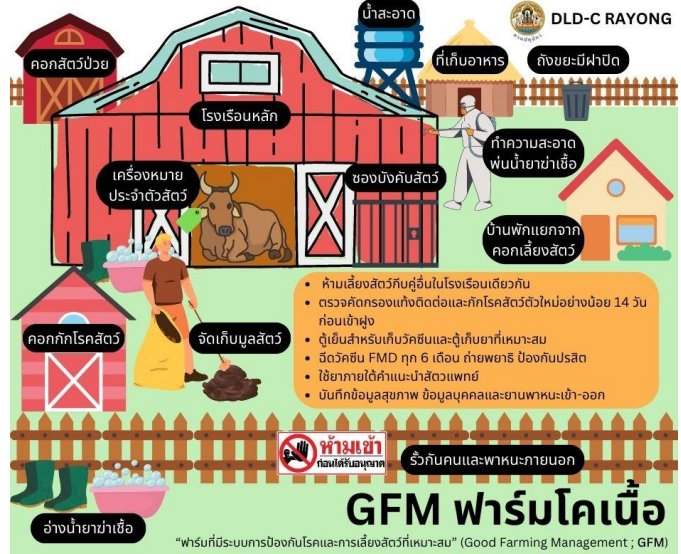 DLD-C RAYONG
น้ำสะอาด
คอกสัตว์ป่วย
ที่เก็บอาหาร
ถังขยะมีฝาปิด
โรงเรือนหลัก
ทำความสะอาด
พ่นน้ำยาฆ่าเชื้อ
เครื่องหมาย
ประจำตัวสัตว์
ซองบังคับสัตว์
บ้านพักแยกจาก
คอกเลี้ยงสัตว์
• ห้ามเลี้ยงสัตว์กีบคู่อื่นในโรงเรือนเดียวกัน
• ตรวจคัดกรองแท้งติดต่อและกักโรคสัตว์ตัวใหม่อย่างน้อย 14 วัน
ก่อนเข้าฝูง
• ตู้เย็นสำหรับเก็บวัคซีนและตู้เก็บยาที่เหมาะสม
• ฉีดวัคซีน FMD ทุก 6 เดือน ถ่ายพยาธิ ป้องกันปรสิต
• ใช้ยาภายใต้คำแนะนำสัตวแพทย์
• บันทึกข้อมูลสุขภาพ ข้อมูลบุคคลและยานพาหนะเข้า-ออก
คอกกักโรคสัตว์
จัดเก็บมูลสัตว์
ห้ามเข้า
ก่อนได้รับอนุญาต
รั้วกันคนและพาหนะภายนอก
อ่างน้ำยาฆ่าเชื้อ
GFM ฟาร์มโคเนื้อ
“ฟาร์มที่มีระบบการป้องกันโรคและการเลี้ยงสัตว์ที่เหมาะสม” (Good Farming Management ; GFM)